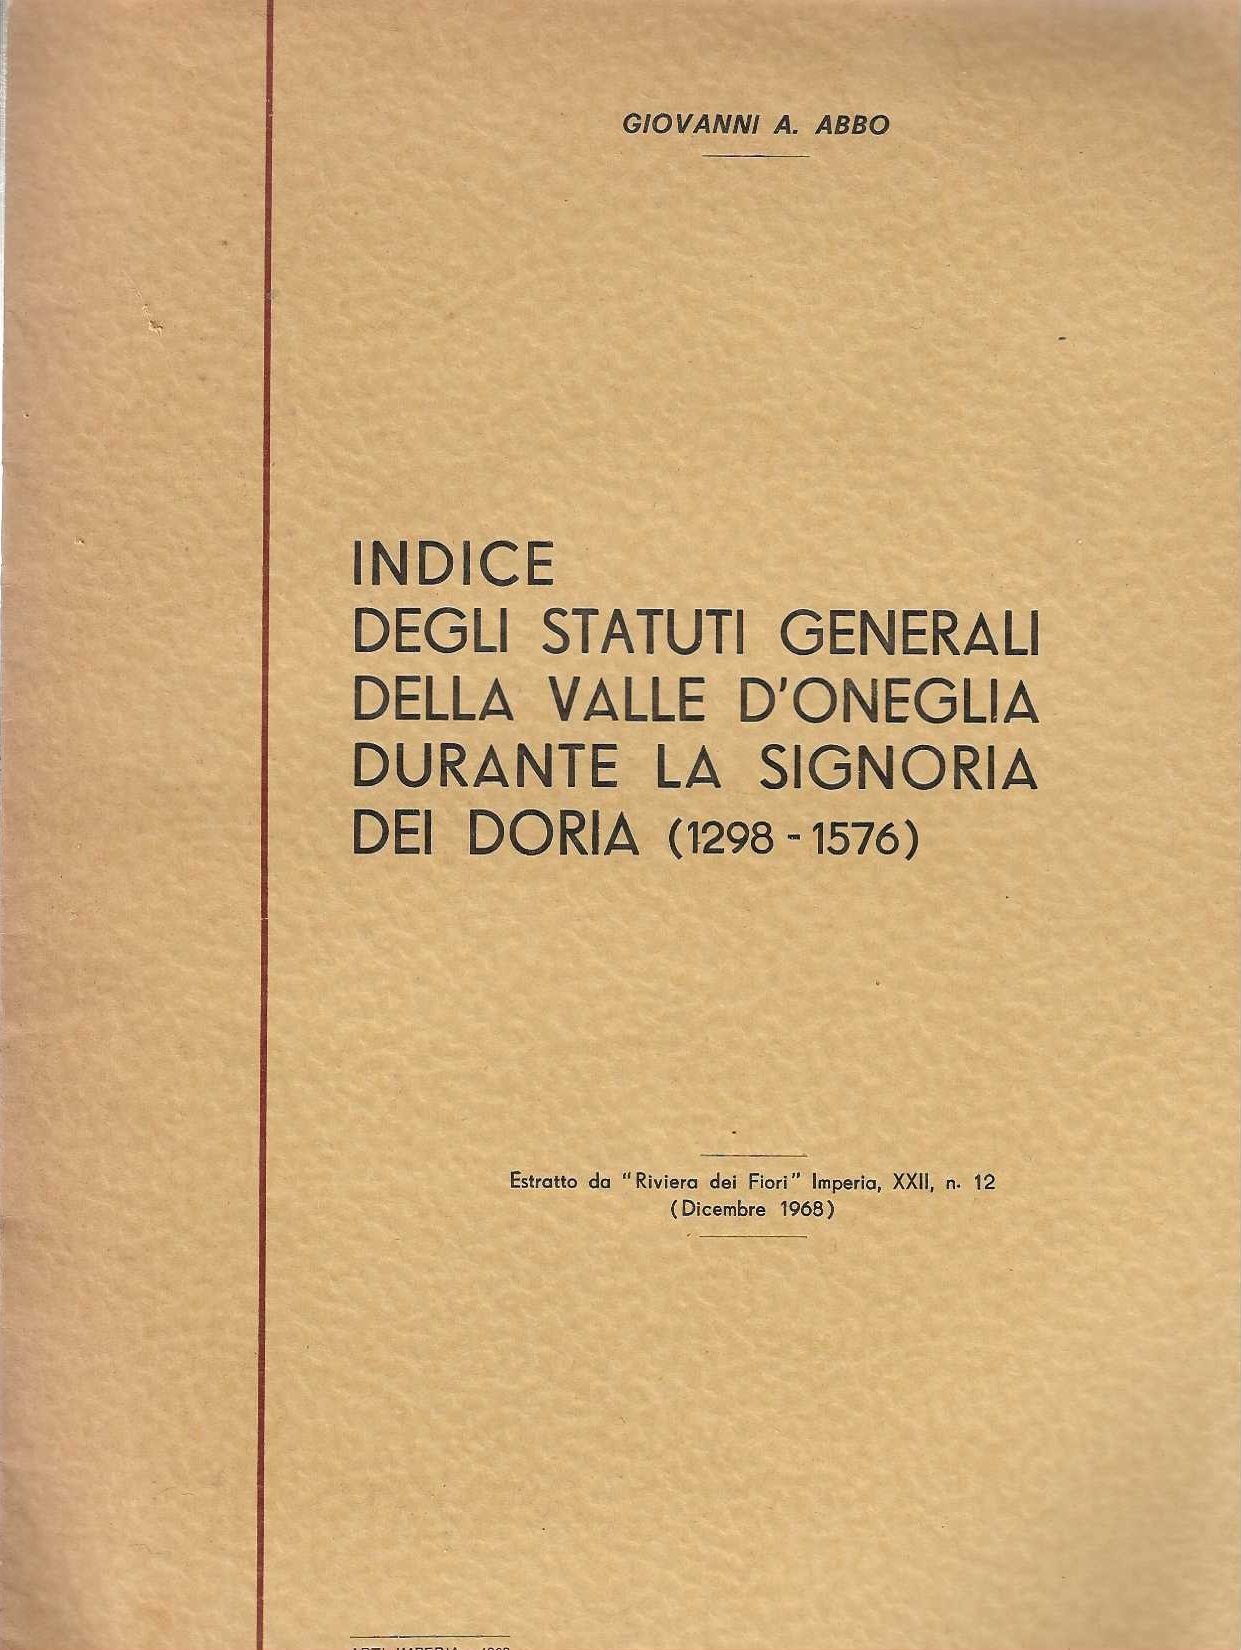 GIOVANNI A. ABBO
INDICE
DEGLI STATUTI GENERALI
DELLA VALLE D'ONEGLIA
DURANTE LA SIGNORIA
DEI DORIA (1298 - 1576)
Estratto da "Riviera dei Fiori" Imperia, XXII, n. 12
(Dicembre 1968)